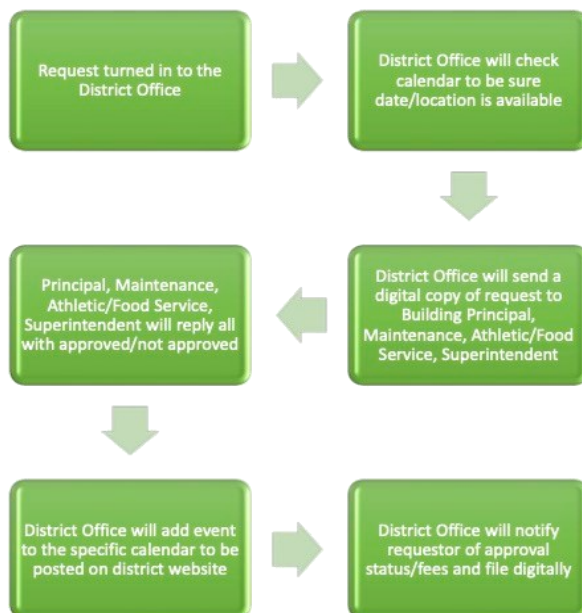 Request turned in to the
District Office
District Office will check
calendar to be sure
date/location is available
District Office will send a
digital copy of request to
Building Principal,
Maintenance, Athletic/Food
Service, Superintendent
Principal, Maintenance,
Athletic/Food Service,
Superintendent will reply all
with approved/not approved
District Office will add event
to the specific calendar to be
posted on district website
District Office will notify
requestor of approval
status/fees and file digitally